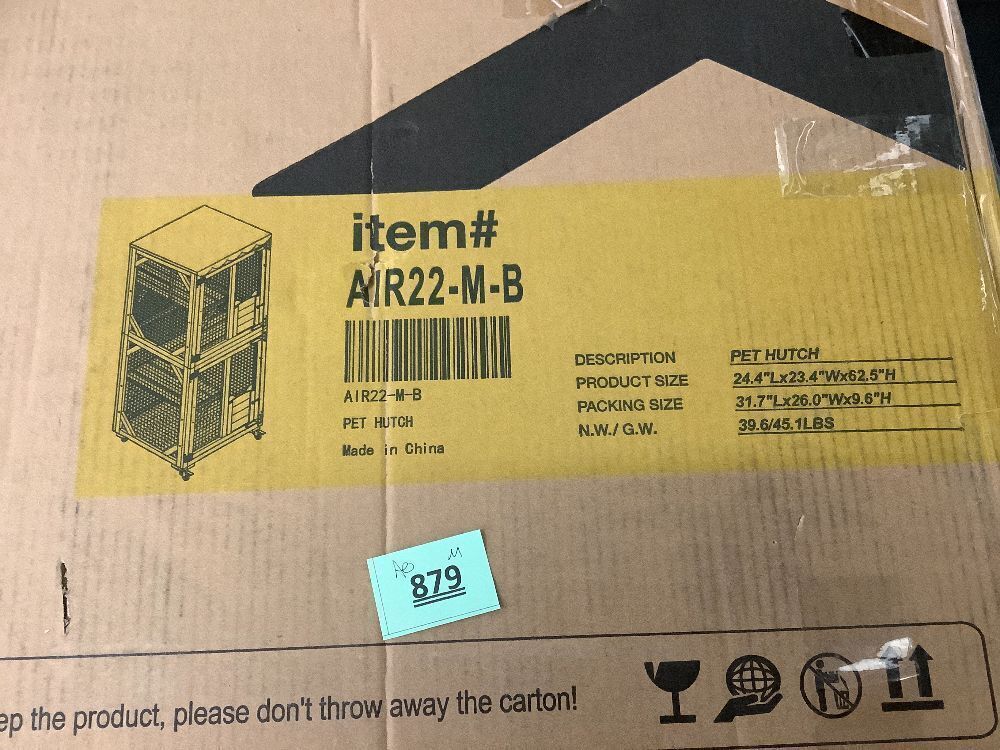 item#
AIR22-M-B
AIR22-M-B
PET HUTCH
Made in China
DESCRIPTION PET HUTCH
PRODUCT SIZE 24.4"Lx23.4"Wx62.5"H
PACKING SIZE 31.7"Lx26.0"Wx9.6"H
N.W./ G.W. 39.6/45.1LBS
M
879
the product, please don't throw away the carton!